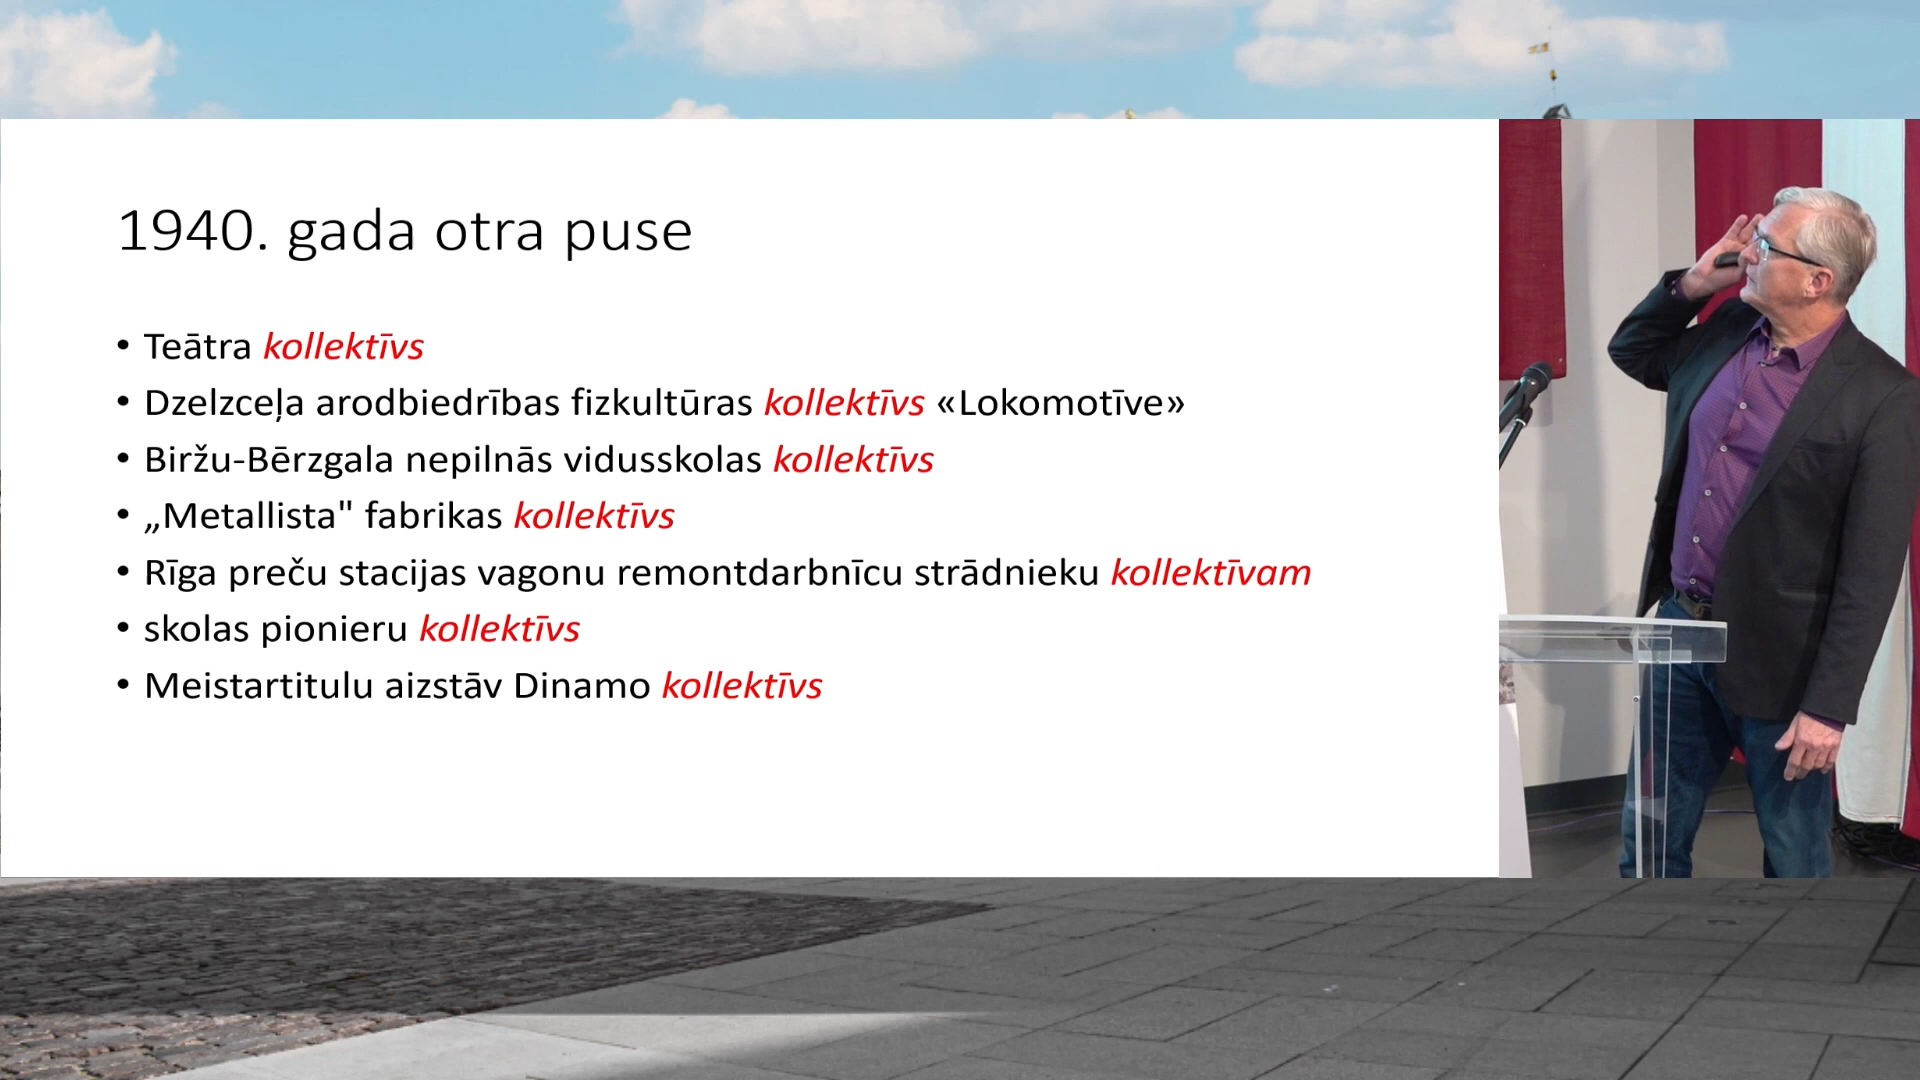 1940. gada otra puse
• Teātra kollektīvs
• Dzelzceļa arodbiedrības fizkultūras kollektīvs «Lokomotīve»
• Biržu-Bērzgala nepilnās vidusskolas kollektīvs
• „Metallista" fabrikas kollektīvs
• Rīga preču stacijas vagonu remontdarbnīcu strādnieku kollektīvam
• skolas pionieru kollektīvs
• Meistartitulu aizstāv Dinamo kollektīvs